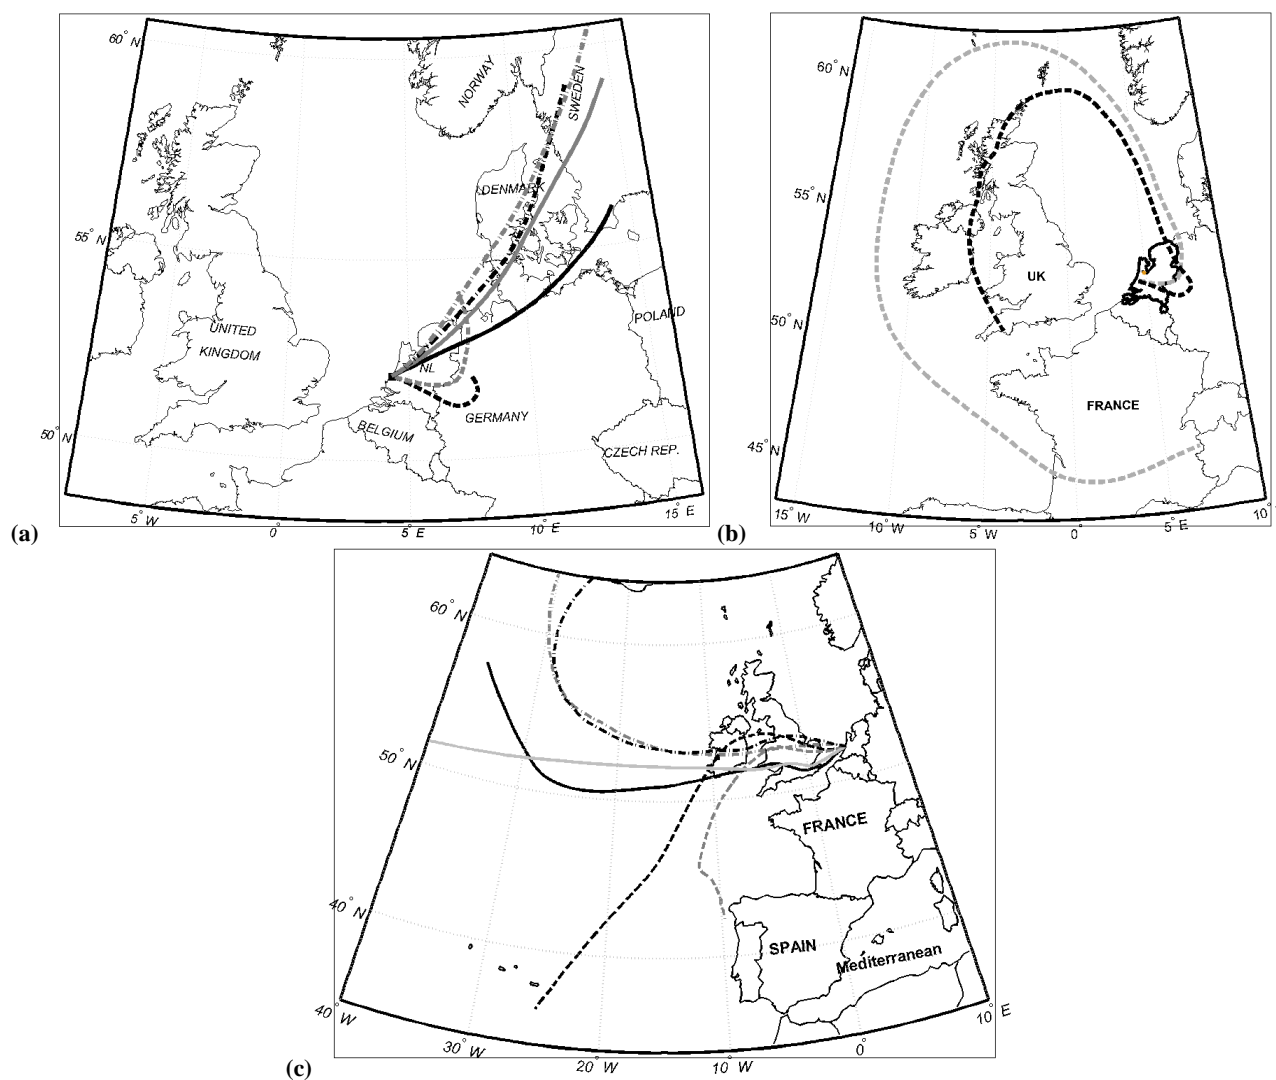 60° N
NORWAY
SWEDEN
DENMARK
55° N
UNITED
KINGDOM
POLAND
NL
GERMANY
BELGIUM
CZECH REP.
50° N
5° W
0°
5° E
10° E
15° E
(a)
60° N
55° N
UK
50° N
FRANCE
45° N
15° W
10° W
5° W
0°
5° E
10°
(b)
60° N
50° N
FRANCE
40° N
SPAIN
Mediterranean
40° W
30° W
20° W
10° W
0
10° E
(c)